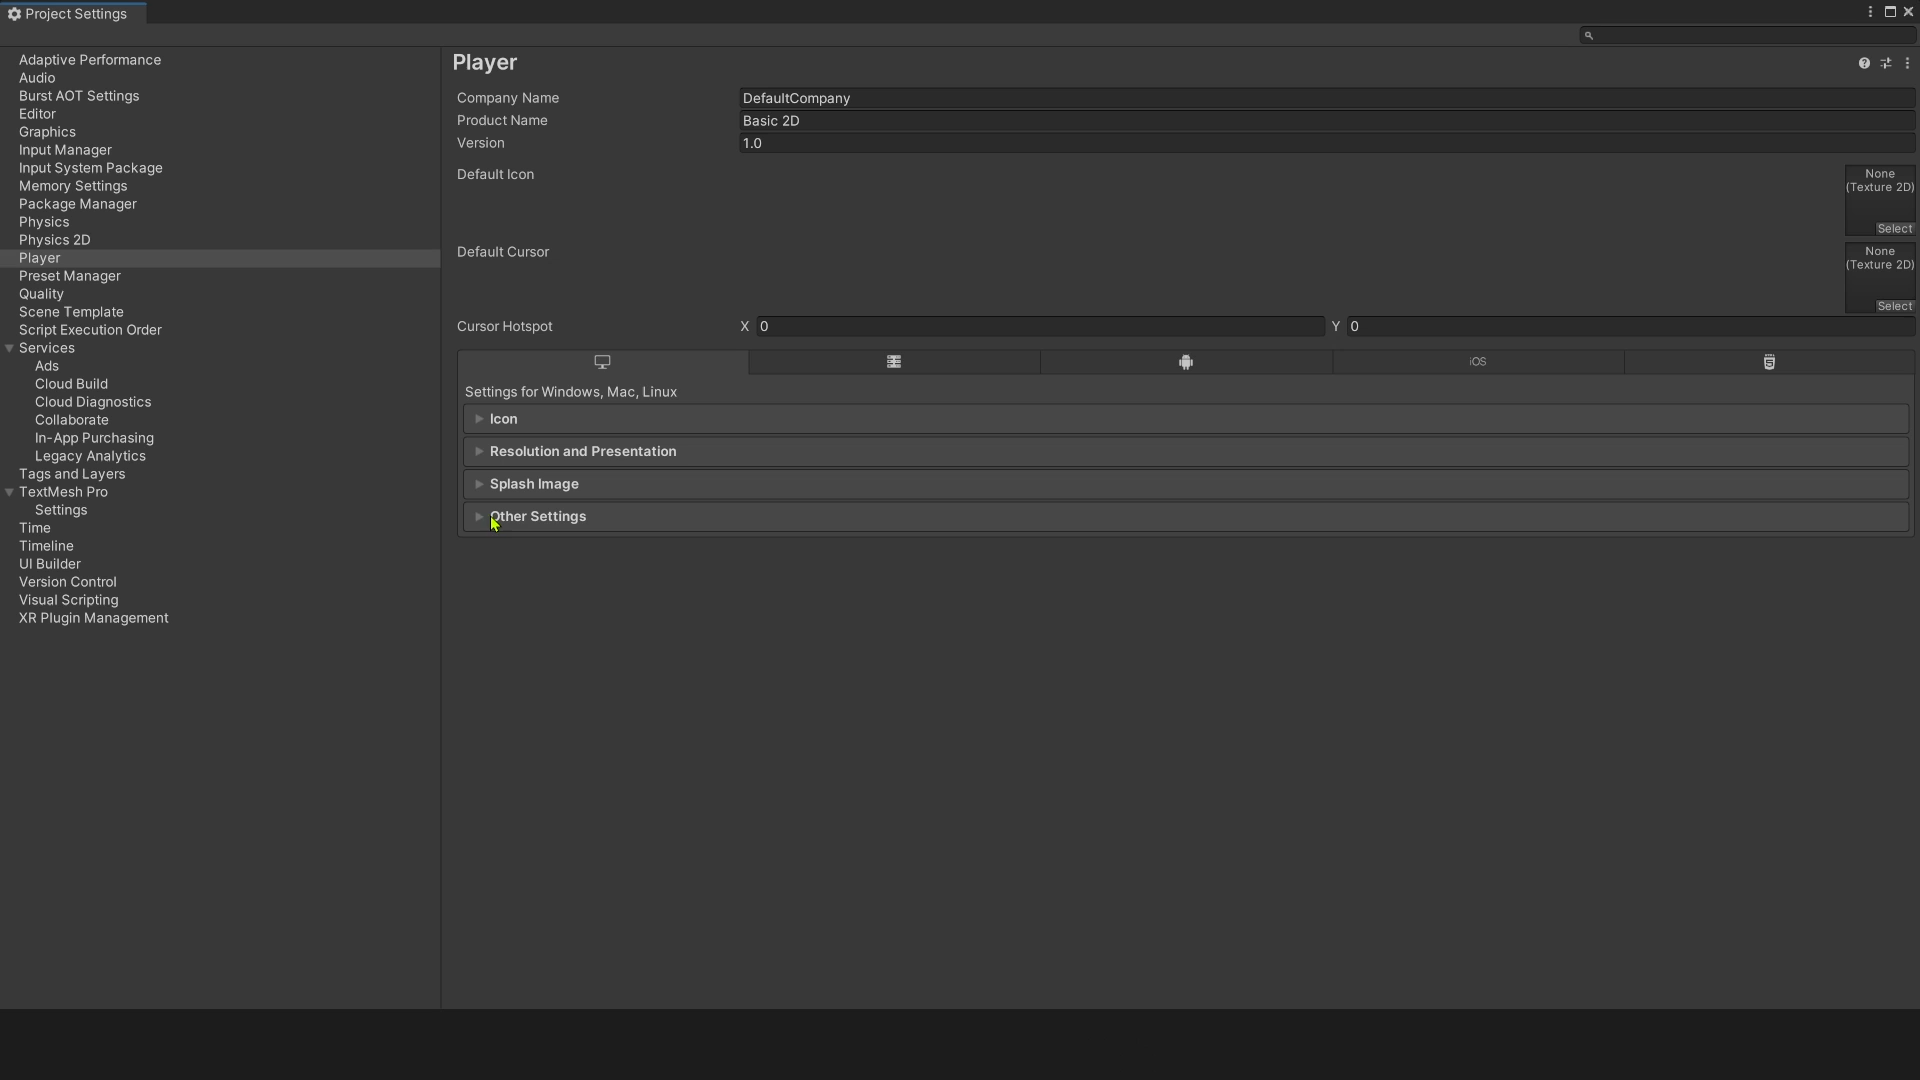 Project Settings
Adaptive Performance
Audio
Burst AOT Settings
Editor
Graphics
Input Manager
Input System Package
Memory Settings
Package Manager
Physics
Physics 2D
Player
Preset Manager
Quality
Scene Template
Script Execution Order
Services
Ads
Cloud Build
Cloud Diagnostics
Collaborate
In-App Purchasing
Legacy Analytics
Tags and Layers
TextMesh Pro
Settings
Time
Timeline
UI Builder
Version Control
Visual Scripting
XR Plugin Management
Player
Company Name DefaultCompany
Product Name Basic 2D
Version 1.0
Default Icon
None
(Texture 2D)
Select
Default Cursor
None
(Texture 2D)
Select
Cursor Hotspot X 0 Y 0
iOS
Settings for Windows, Mac, Linux
Icon
Resolution and Presentation
Splash Image
Other Settings